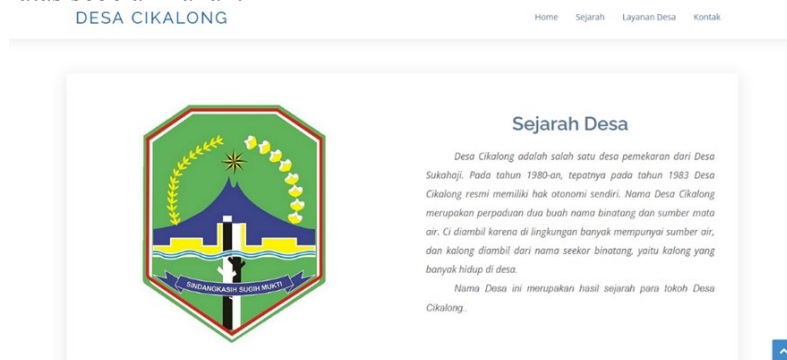 DESA CIKALONG
Home Sejarah Layanan Desa Kontak
SINDANGKASIH SUGIH MUKTI
Sejarah Desa
Desa Cikalong adalah salah satu desa pemekaran dari Desa
Sukahaji. Pada tahun 1980-an, tepatnya pada tahun 1983 Desa
Cikalong resmi memiliki hak otonomi sendiri. Nama Desa Cikalong
merupakan perpaduan dua buah nama binatang dan sumber mata
air. Ci diambil karena di lingkungan banyak mempunyai sumber air,
dan kalong diambil dari nama seekor binatang, yaitu kalong yang
banyak hidup di desa.
Nama Desa ini merupakan hasil sejarah para tokoh Desa
Cikalong..